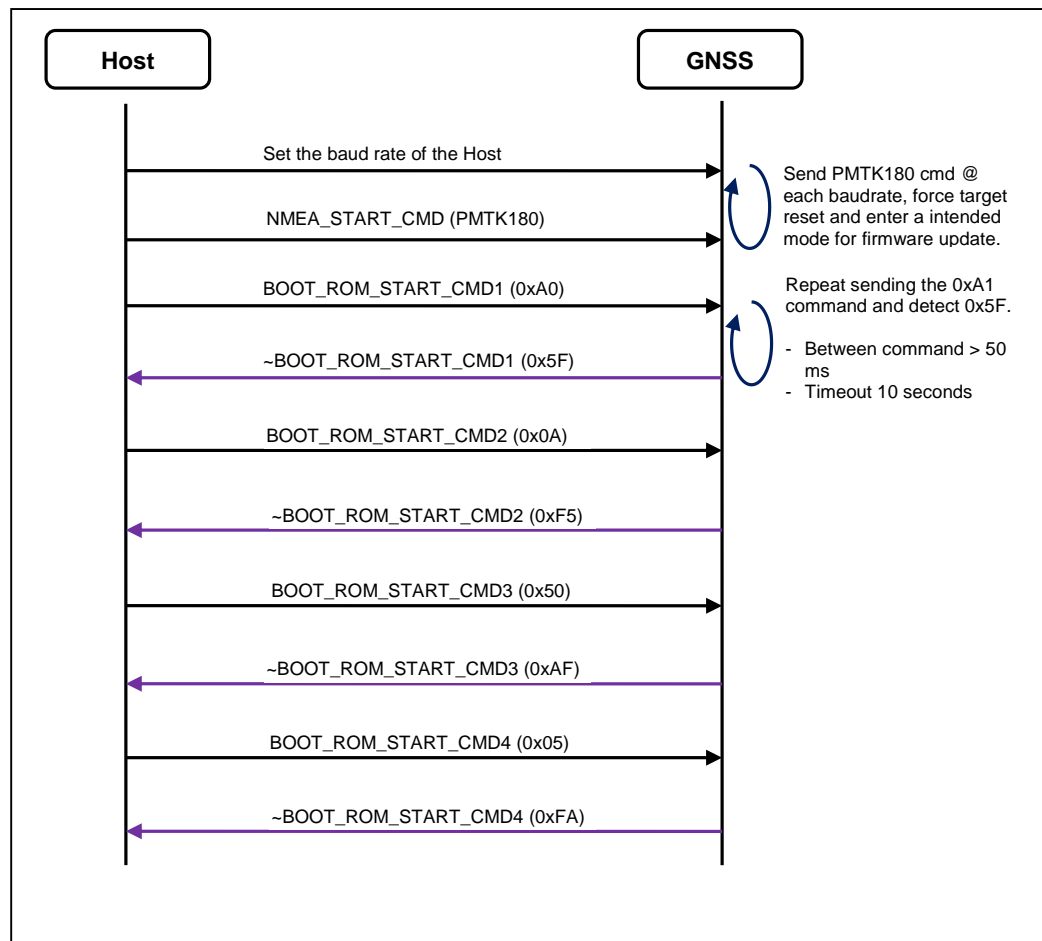 Host
GNSS
Set the baud rate of the Host
Send PMTK180 cmd @
each baudrate, force target
reset and enter a intended
mode for firmware update.
NMEA_START_CMD (PMTK180)
BOOT_ROM_START_CMD1 (0xA0)
Repeat sending the 0xA1
command and detect 0x5F.
- Between command > 50
ms
- Timeout 10 seconds
~BOOT_ROM_START_CMD1 (0x5F)
BOOT_ROM_START_CMD2 (0x0A)
~BOOT_ROM_START_CMD2 (0xF5)
BOOT_ROM_START_CMD3 (0x50)
~BOOT_ROM_START_CMD3 (0xAF)
BOOT_ROM_START_CMD4 (0x05)
~BOOT_ROM_START_CMD4 (0xFA)